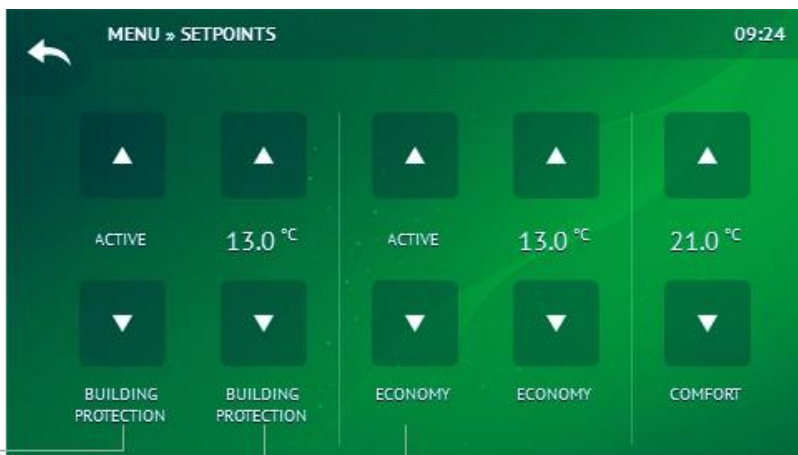 MENU » SETPOINTS
09:24
ACTIVE
13.0 °C
ACTIVE
13.0 °C
21.0 °C
BUILDING
PROTECTION
BUILDING
PROTECTION
ECONOMY
ECONOMY
COMFORT